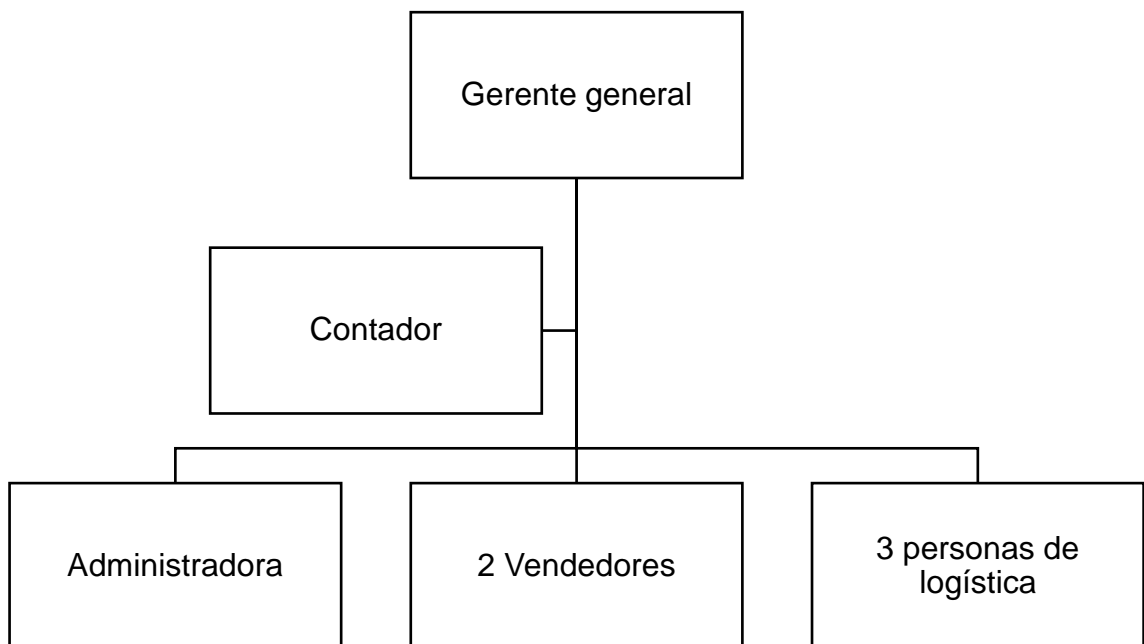 Gerente general
Contador
Administradora
2 Vendedores
3 personas de
logística